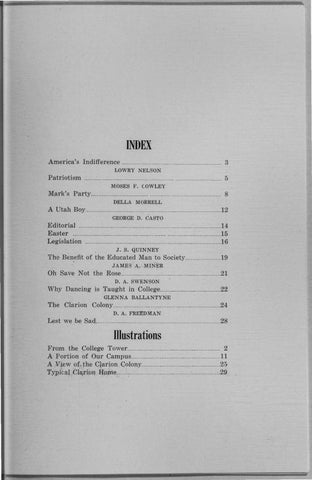 INDEX
America's Indifference 3
LOWRY NELSON
Patriotism 5
MOSES F. COWLEY
Mark's Party 8
DELLA MORRELL
A Utah Boy 12
GEORGE D. CASTO
Editorial 14
Easter 15
Legislation 16
J. S. QUINNEY
The Benefit of the Educated Man to Society 19
JAMES A. MINER
Oh Save Not the Rose 21
D. A. SWENSON
Why Dancing is Taught in College 22
GLENNA BALLANTYNE
The Clarion Colony 24
D. A. FREEDMAN
Lest we be Sad 28
Illustrations
From the College Tower 2
A Portion of Our Campus 11
A View of the Clarion Colony 25
Typical Clarion Home 29